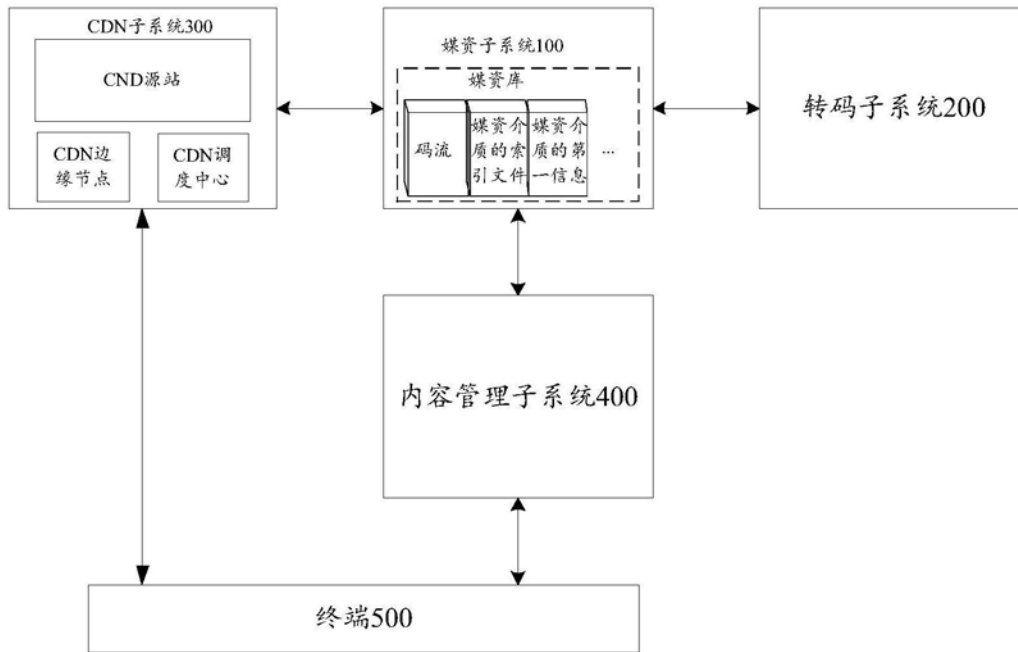 CDN子系统300
CND源站
CDN边
缘节点
CDN调
度中心
媒资子系统100
媒资库
码流
媒资介
质的索
引文件
媒资介
质的第
一信息
...
转码子系统200
内容管理子系统400
终端500